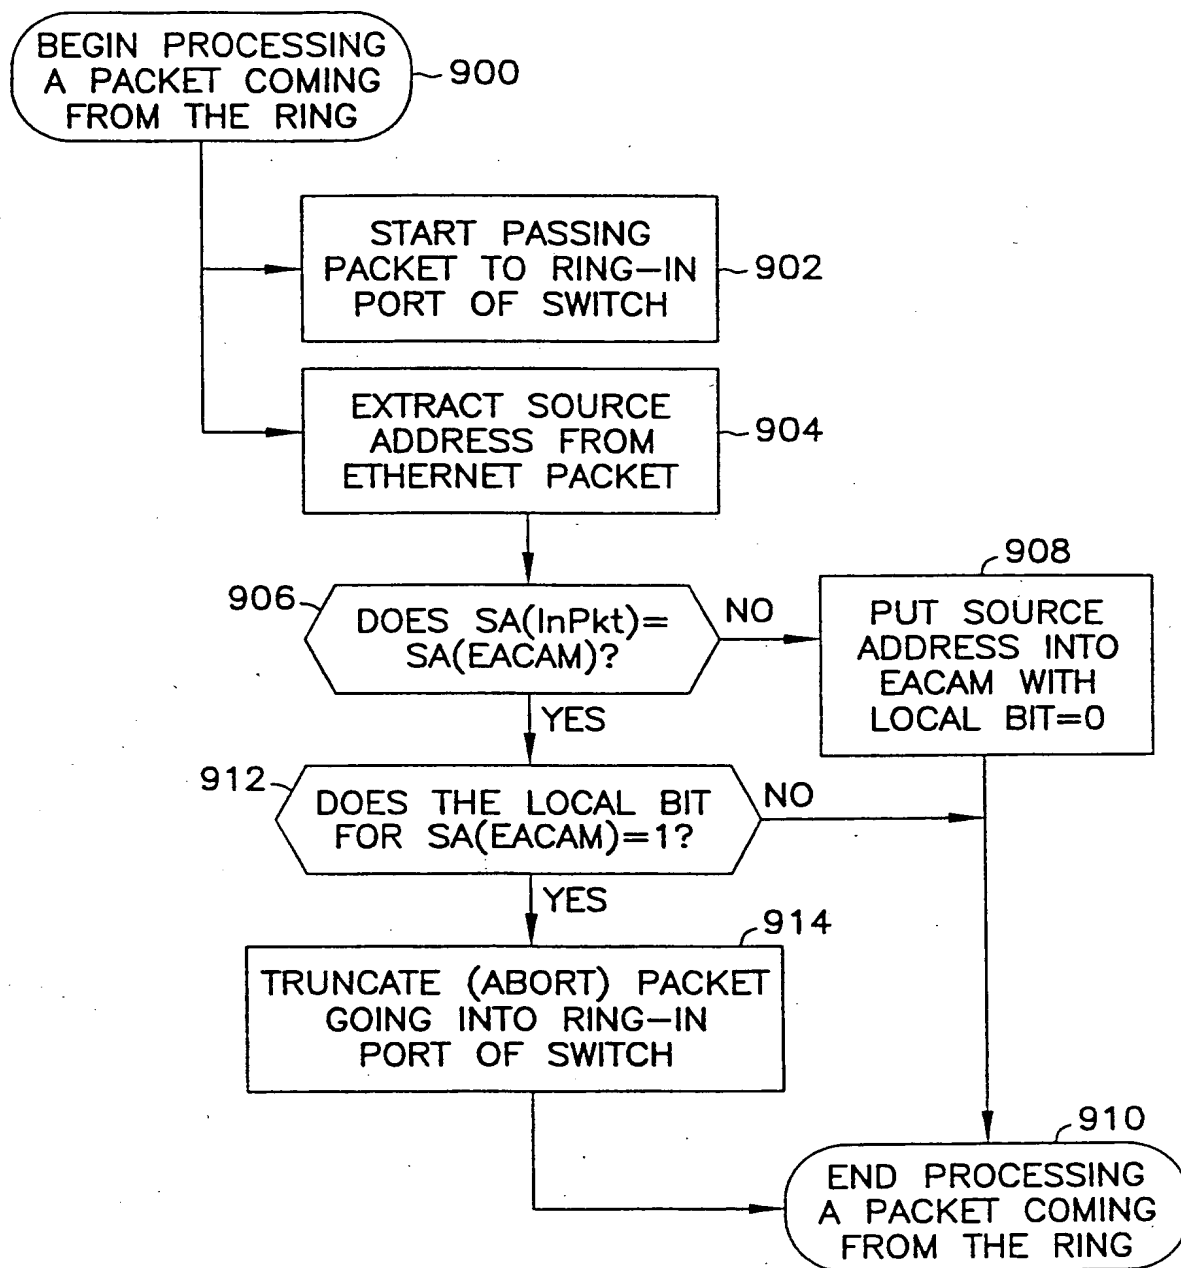 BEGIN PROCESSING
A PACKET COMING
FROM THE RING
900
START PASSING
PACKET TO RING-IN
PORT OF SWITCH
902
EXTRACT SOURCE
ADDRESS FROM
ETHERNET PACKET
904
906
DOES SA(InPkt)=
SA(EACAM)?
NO
YES
908
PUT SOURCE
ADDRESS INTO
EACAM WITH
LOCAL BIT=0
912
DOES THE LOCAL BIT
FOR SA(EACAM)=1?
NO
YES
914
TRUNCATE (ABORT) PACKET
GOING INTO RING-IN
PORT OF SWITCH
910
END PROCESSING
A PACKET COMING
FROM THE RING